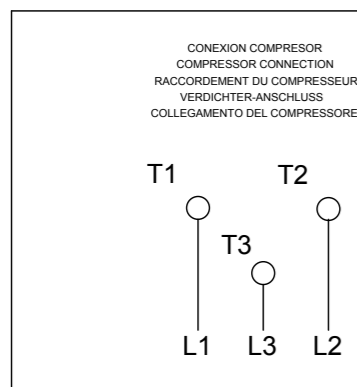 CONEXION COMPRESOR
COMPRESSOR CONNECTION
RACCORDEMENT DU COMPRESSEUR
VERDICHTER-ANSCHLUSS
COLLEGAMENTO DEL COMPRESSORE
T1 T2
T3
L1 L3 L2